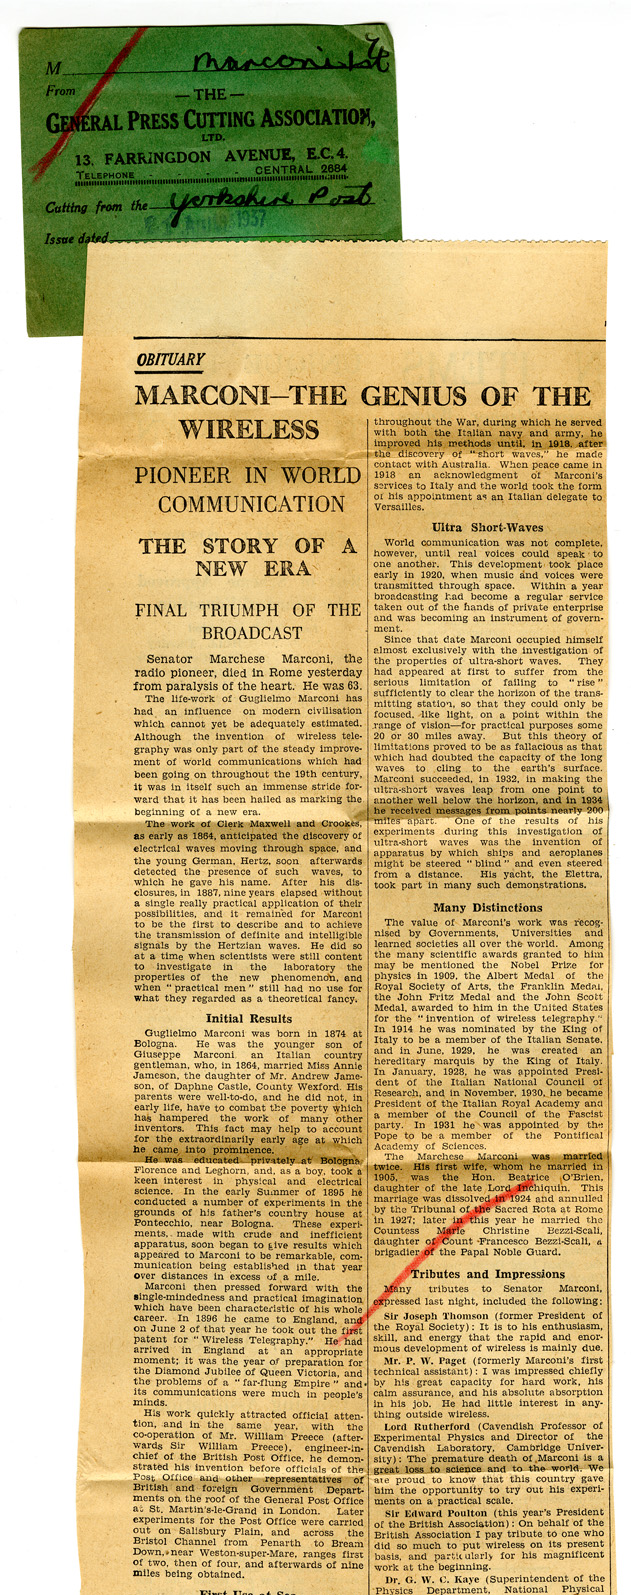 M Marconi 1st
From
— THE —
GENERAL PRESS CUTTING ASSOCIATION,
LTD.
13, FARRINGDON AVENUE, E.C.4.
TELEPHONE - - - CENTRAL 2684
Cutting from the Yorkshire Post
Issue dated 1937
OBITUARY
MARCONI—THE GENIUS OF THE
WIRELESS
PIONEER IN WORLD
COMMUNICATION
THE STORY OF A
NEW ERA
FINAL TRIUMPH OF THE
BROADCAST
Senator Marchese Marconi, the
radio pioneer, died in Rome yesterday
from paralysis of the heart. He was 63.
The life-work of Guglielmo Marconi has
had an influence on modern civilisation
which cannot yet be adequately estimated.
Although the invention of wireless tele-
graphy was only part of the steady improve-
ment of world communications which had
been going on throughout the 19th century,
it was in itself such an immense stride for-
ward that it has been hailed as marking the
beginning of a new era.
The work of Clerk Maxwell and Crookes,
as early as 1864, anticipated the discovery of
electrical waves moving through space, and
the young German, Hertz, soon afterwards
detected the presence of such waves, to
which he gave his name. After his dis-
closures, in 1887, nine years elapsed without
a single really practical application of their
possibilities, and it remained for Marconi
to be the first to describe and to achieve
the transmission of definite and intelligible
signals by the Hertzian waves. He did so
at a time when scientists were still content
to investigate in the laboratory the
properties of the new phenomenon, and
when "practical men" still had no use for
what they regarded as a theoretical fancy.
Initial Results
Guglielmo Marconi was born in 1874 at
Bologna. He was the younger son of
Giuseppe Marconi, an Italian country
gentleman, who, in 1864, married Miss Annie
Jameson, the daughter of Mr. Andrew Jame-
son, of Daphne Castle, County Wexford. His
parents were well-to-do, and he did not, in
early life, have to combat the poverty which
has hampered the work of many other
inventors. This fact may help to account
for the extraordinarily early age at which
he came into prominence.
He was educated privately at Bologna,
Florence and Leghorn, and, as a boy, took a
keen interest in physical and electrical
science. In the early Summer of 1895 he
conducted a number of experiments in the
grounds of his father's country house at
Pontecchio, near Bologna. These experi-
ments, made with crude and inefficient
apparatus, soon began to give results which
appeared to Marconi to be remarkable, com-
munication being established in that year
over distances in excess of a mile.
Marconi then pressed forward with the
single-mindedness and practical imagination
which have been characteristic of his whole
career. In 1896 he came to England, and
on June 2 of that year he took out the first
patent for "Wireless Telegraphy." He had
arrived in England at an appropriate
moment; it was the year of preparation for
the Diamond Jubilee of Queen Victoria, and
the problems of a "far-flung Empire" and
its communications were much in people's
minds.
His work quickly attracted official atten-
tion, and in the same year, with the
co-operation of Mr. William Preece (after-
wards Sir William Preece), engineer-in-
chief of the British Post Office, he demon-
strated his invention before officials of the
Post Office and other representatives of
British and foreign Government Depart-
ments on the roof of the General Post Office
at St. Martin's-le-Grand in London. Later
experiments for the Post Office were carried
out on Salisbury Plain, and across the
Bristol Channel from Penarth to Bream
Down, near Weston-super-Mare, ranges first
of two, then of four, and afterwards of nine
miles being obtained.
First Use at Sea
throughout the War, during which he served
with both the Italian navy and army, he
improved his methods until, in 1918, after
the discovery of "short waves," he made
contact with Australia. When peace came in
1918 an acknowledgment of Marconi's
services to Italy and the world took the form
of his appointment as an Italian delegate to
Versailles.
Ultra Short-Waves
World communication was not complete,
however, until real voices could speak to
one another. This development took place
early in 1920, when music and voices were
transmitted through space. Within a year
broadcasting had become a regular service
taken out of the hands of private enterprise
and was becoming an instrument of govern-
ment.
Since that date Marconi occupied himself
almost exclusively with the investigation of
the properties of ultra-short waves. They
had appeared at first to suffer from the
serious limitation of failing to "rise"
sufficiently to clear the horizon of the trans-
mitting station, so that they could only be
focused, like light, on a point within the
range of vision—for practical purposes some
20 or 30 miles away. But this theory of
limitations proved to be as fallacious as that
which had doubted the capacity of the long
waves to cling to the earth's surface.
Marconi succeeded, in 1932, in making the
ultra-short waves leap from one point to
another well below the horizon, and in 1934
he received messages from points nearly 200
miles apart. One of the results of his
experiments during this investigation of
ultra-short waves was the invention of
apparatus by which ships and aeroplanes
might be steered "blind" and even steered
from a distance. His yacht, the Elettra,
took part in many such demonstrations.
Many Distinctions
The value of Marconi's work was recog-
nised by Governments, Universities and
learned societies all over the world. Among
the many scientific awards granted to him
may be mentioned the Nobel Prize for
physics in 1909, the Albert Medal of the
Royal Society of Arts, the Franklin Medal,
the John Fritz Medal and the John Scott
Medal, awarded to him in the United States
for the "invention of wireless telegraphy."
In 1914 he was nominated by the King of
Italy to be a member of the Italian Senate,
and in June, 1929, he was created an
hereditary marquis by the King of Italy.
In January, 1928, he was appointed Presi-
dent of the Italian National Council of
Research, and in November, 1930, he became
President of the Italian Royal Academy and
a member of the Council of the Fascist
party. In 1931 he was appointed by the
Pope to be a member of the Pontifical
Academy of Sciences.
The Marchese Marconi was married
twice. His first wife, whom he married in
1905, was the Hon. Beatrice O'Brien,
daughter of the late Lord Inchiquin. This
marriage was dissolved in 1924 and annulled
by the Tribunal of the Sacred Rota at Rome
in 1927; later in this year he married the
Countess Marie Christine Bezzi-Scali,
daughter of Count Francesco Bezzi-Scali, a
brigadier of the Papal Noble Guard.
Tributes and Impressions
Many tributes to Senator Marconi,
expressed last night, included the following:
Sir Joseph Thomson (former President of
the Royal Society): It is to his enthusiasm,
skill, and energy that the rapid and enor-
mous development of wireless is mainly due.
Mr. P. W. Paget (formerly Marconi's first
technical assistant): I was impressed chiefly
by his great capacity for hard work, his
calm assurance, and his absolute absorption
in his job. He had little interest in any-
thing outside wireless.
Lord Rutherford (Cavendish Professor of
Experimental Physics and Director of the
Cavendish Laboratory, Cambridge Univer-
sity): The premature death of Marconi is a
great loss to science and to the world. We
are proud to know that this country gave
him the opportunity to try out his experi-
ments on a practical scale.
Sir Edward Poulton (this year's President
of the British Association): On behalf of the
British Association I pay tribute to one who
did so much to put wireless on its present
basis, and particularly for his magnificent
work at the beginning.
Dr. G. W. C. Kaye (Superintendent of the
Physics Department, National Physical